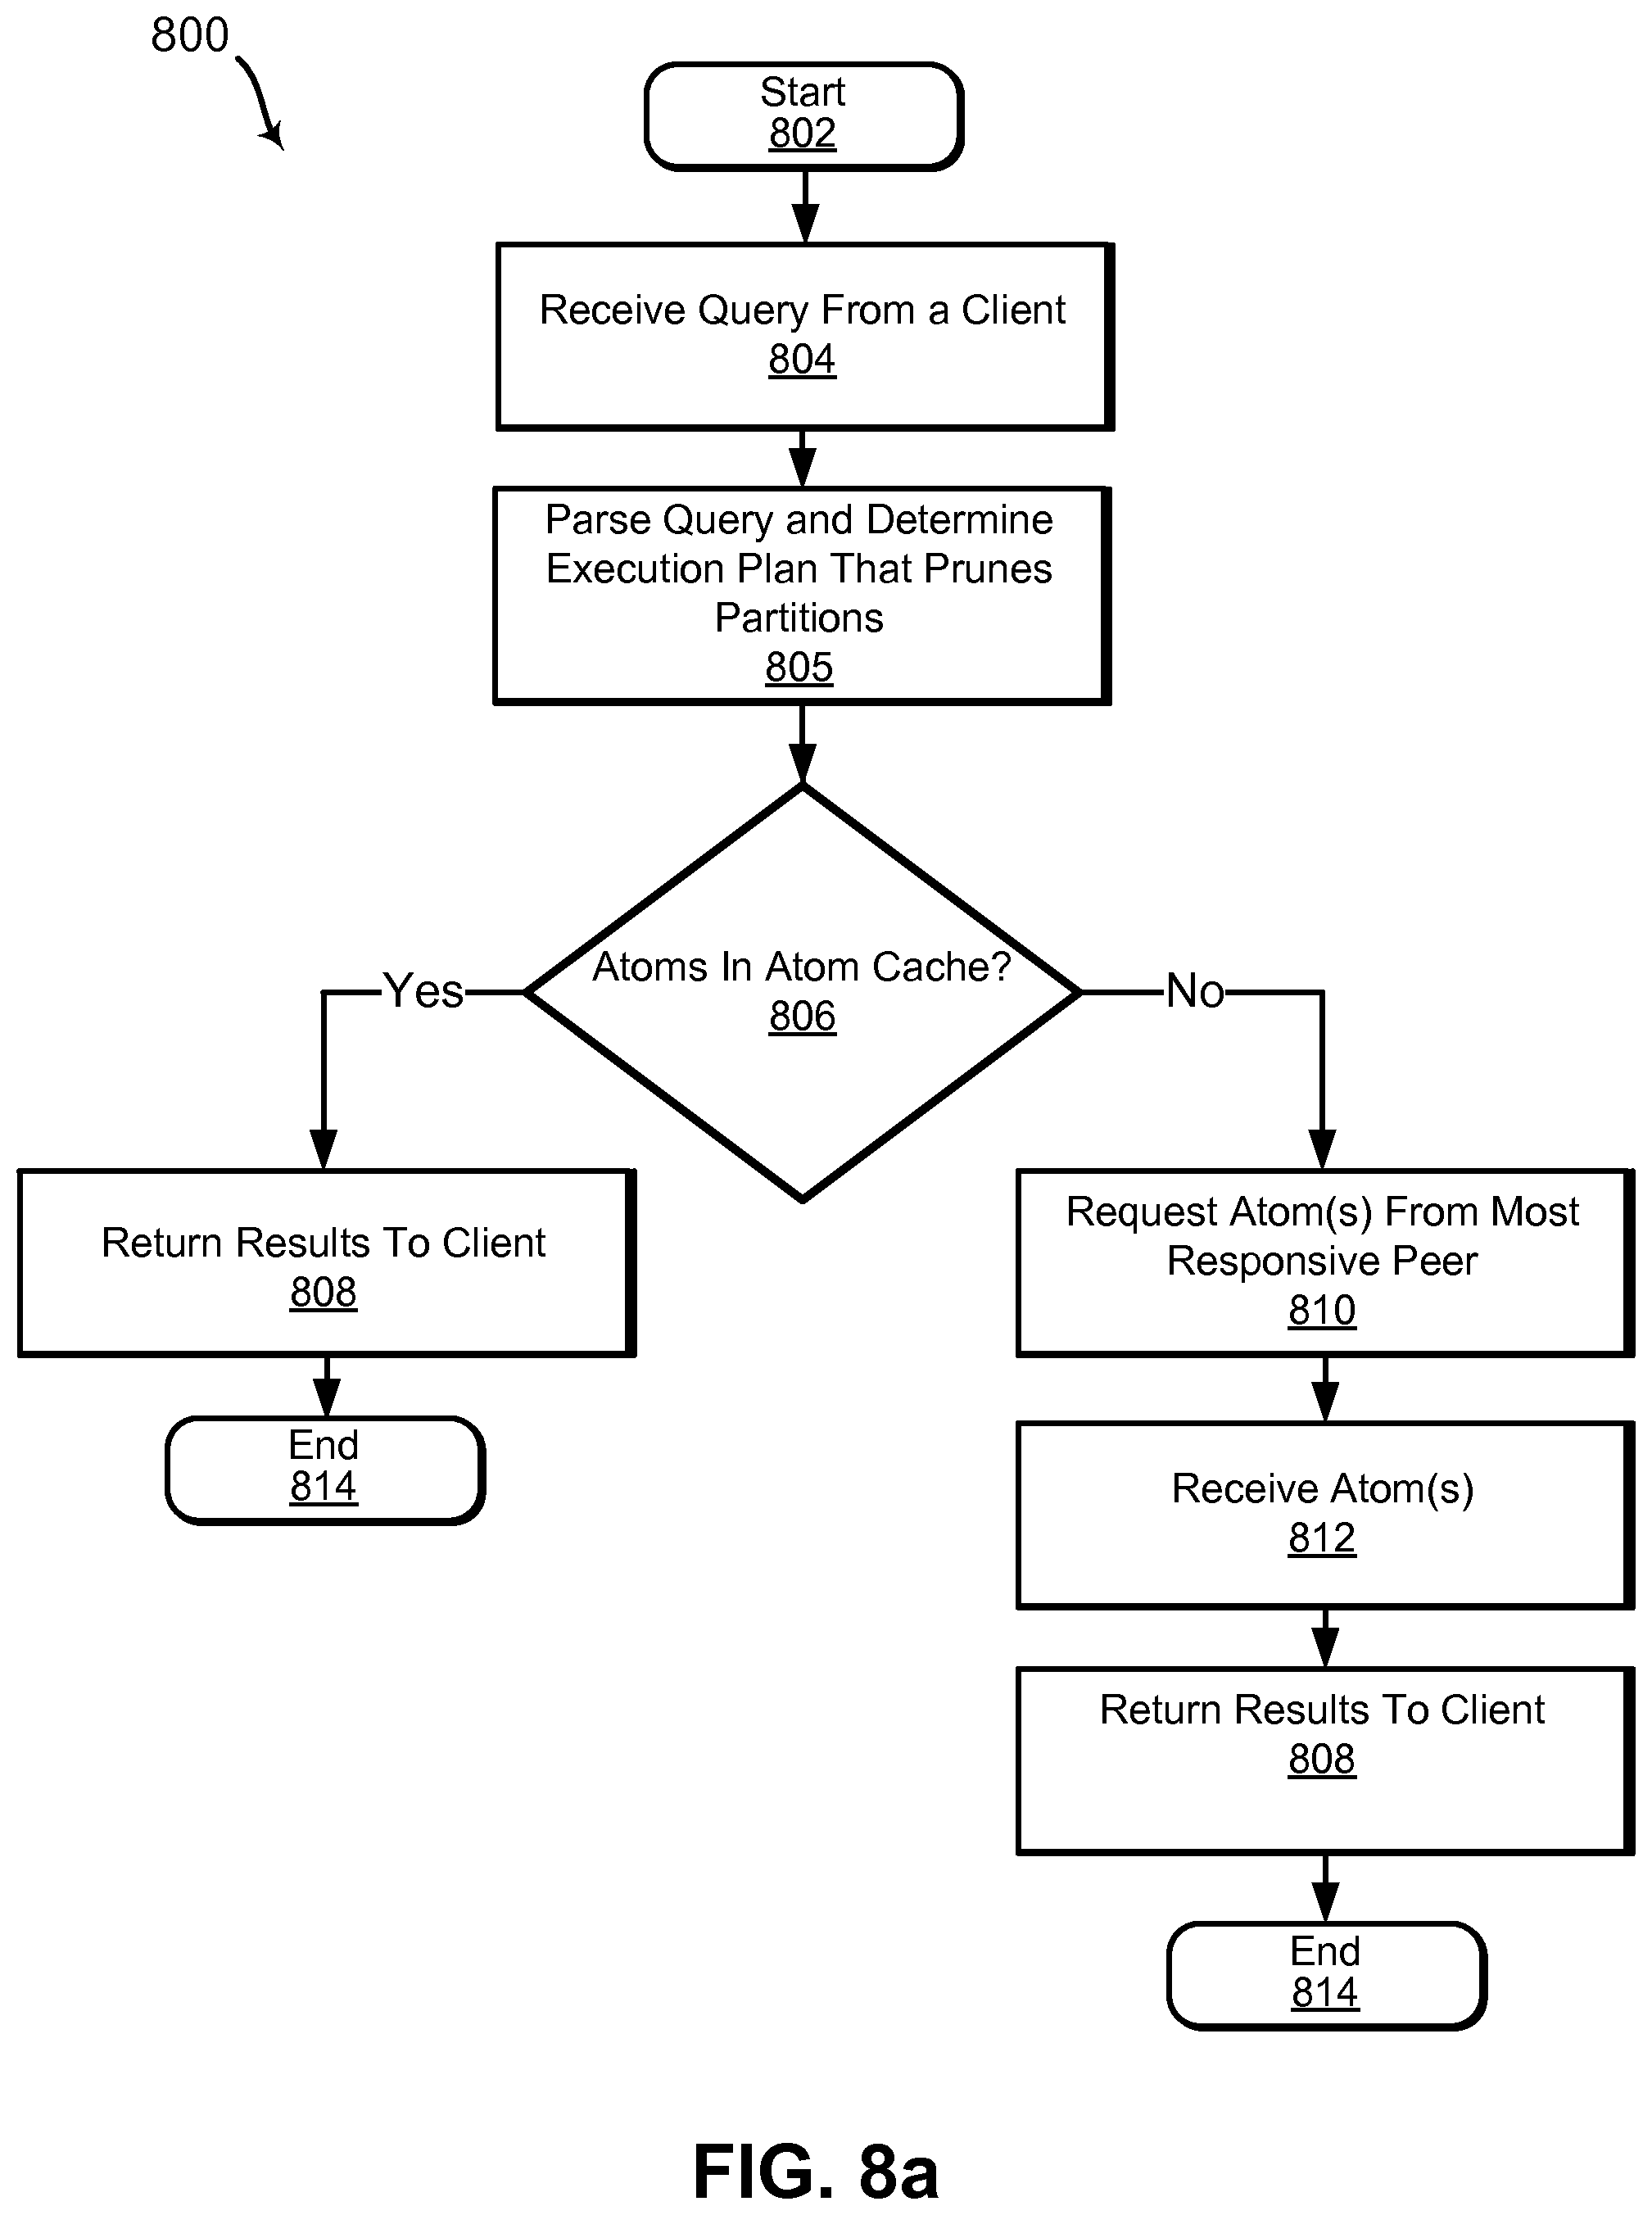 800
Start
802
Receive Query From a Client
804
Parse Query and Determine
Execution Plan That Prunes
Partitions
805
Atoms In Atom Cache?
806
Yes
No
Return Results To Client
808
End
814
Request Atom(s) From Most
Responsive Peer
810
Receive Atom(s)
812
Return Results To Client
808
End
814
FIG. 8a